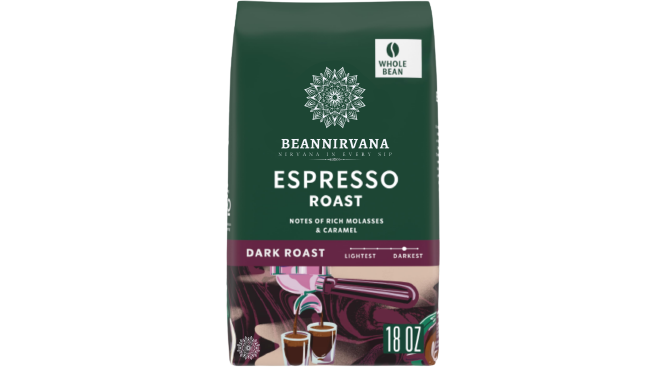 WHOLE
BEAN
BEANNIRVANA
NIRVANA IN EVERY SIP
ESPRESSO
ROAST
NOTES OF RICH MOLASSES
& CARAMEL
DARK ROAST
LIGHTEST DARKEST
18 OZ